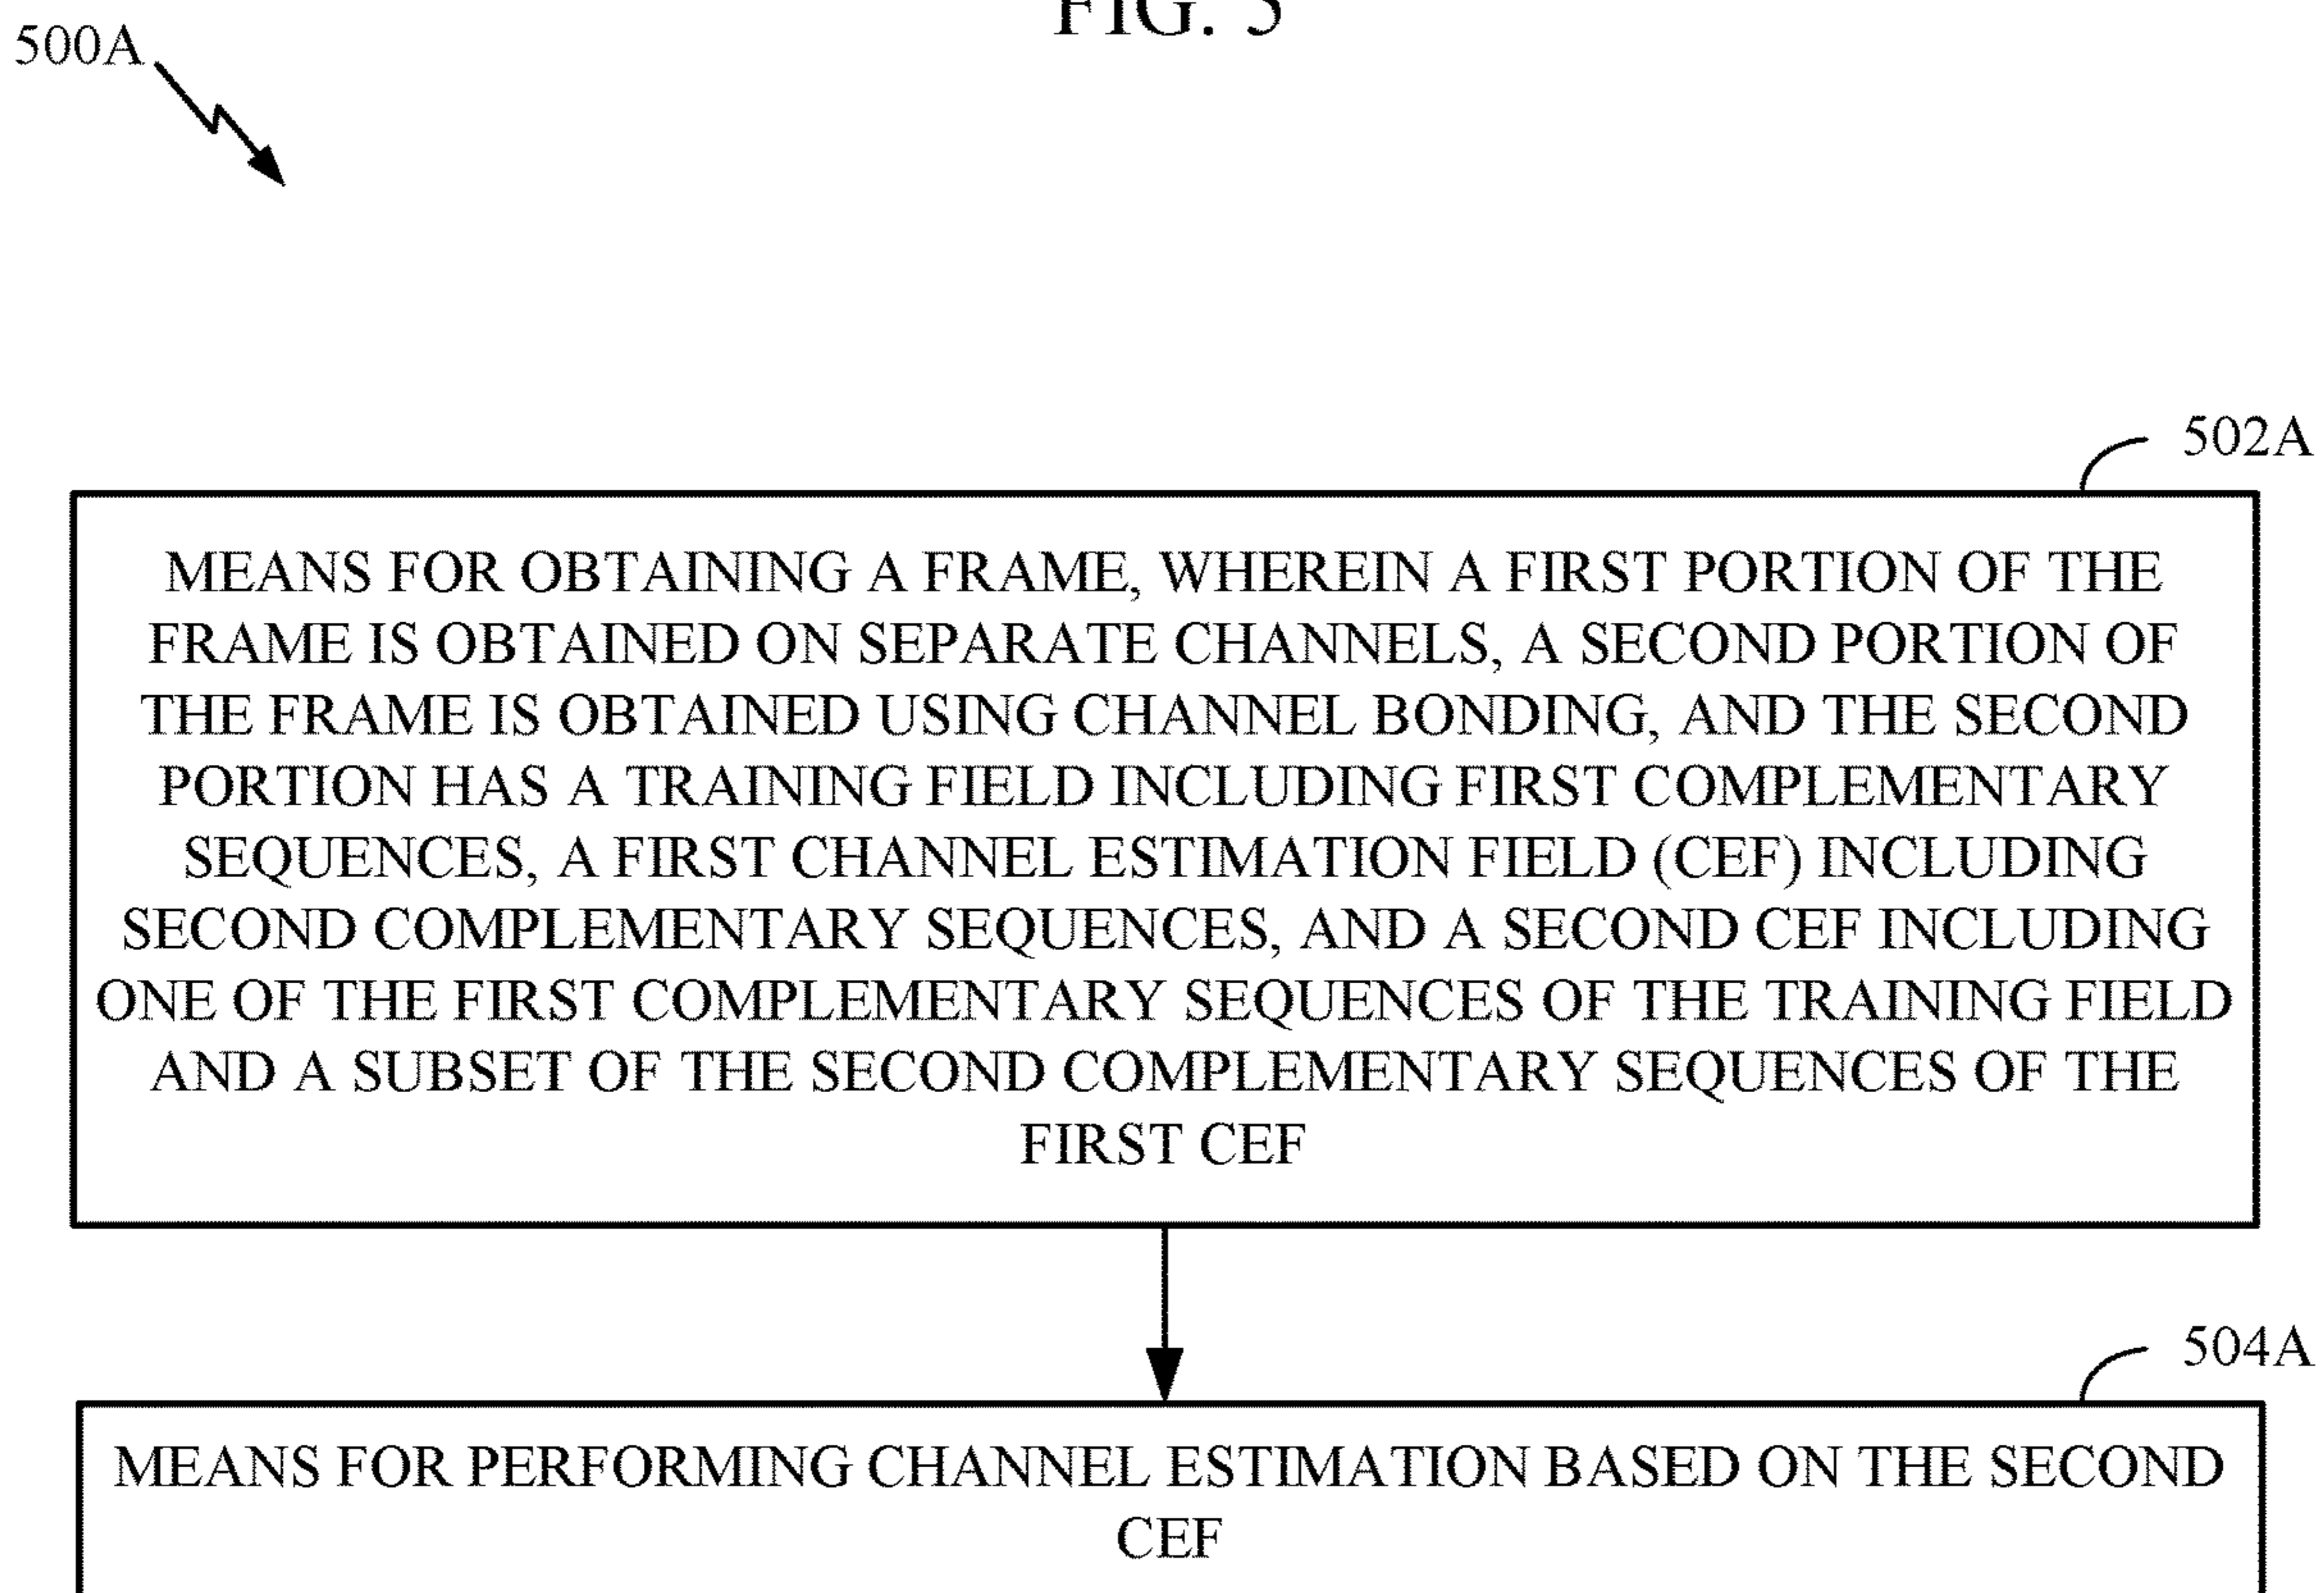 FIG. 5
500A
502A
MEANS FOR OBTAINING A FRAME, WHEREIN A FIRST PORTION OF THE
FRAME IS OBTAINED ON SEPARATE CHANNELS, A SECOND PORTION OF
THE FRAME IS OBTAINED USING CHANNEL BONDING, AND THE SECOND
PORTION HAS A TRAINING FIELD INCLUDING FIRST COMPLEMENTARY
SEQUENCES, A FIRST CHANNEL ESTIMATION FIELD (CEF) INCLUDING
SECOND COMPLEMENTARY SEQUENCES, AND A SECOND CEF INCLUDING
ONE OF THE FIRST COMPLEMENTARY SEQUENCES OF THE TRAINING FIELD
AND A SUBSET OF THE SECOND COMPLEMENTARY SEQUENCES OF THE
FIRST CEF
504A
MEANS FOR PERFORMING CHANNEL ESTIMATION BASED ON THE SECOND
CEF